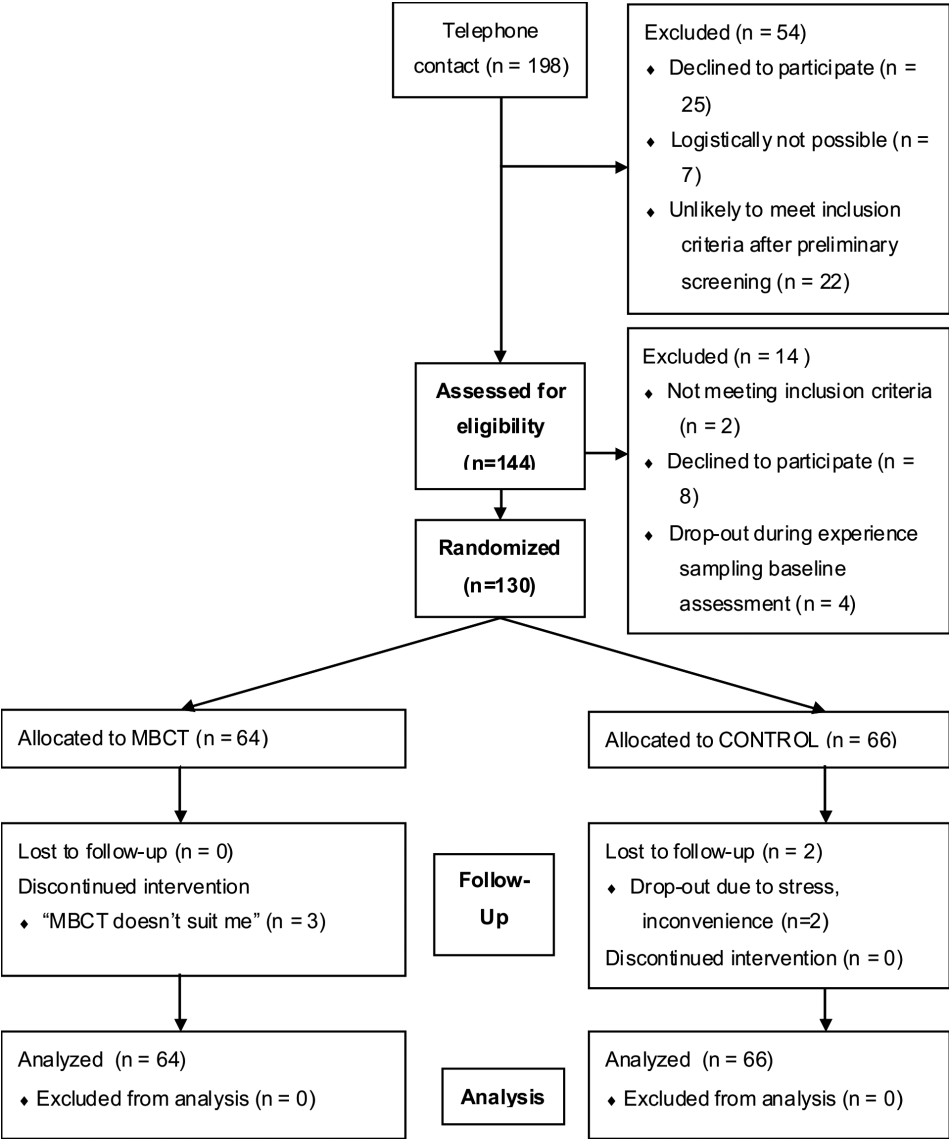 Telephone
contact (n = 198)
Excluded (n = 54)
♦ Declined to participate (n =
25)
♦ Logistically not possible (n =
7)
♦ Unlikely to meet inclusion
criteria after preliminary
screening (n = 22)
Assessed for
eligibility
(n=144)
Excluded (n = 14 )
♦ Not meeting inclusion criteria
(n = 2)
♦ Declined to participate (n =
8)
♦ Drop-out during experience
sampling baseline
assessment (n = 4)
Randomized
(n=130)
Allocated to MBCT (n = 64)
Allocated to CONTROL (n = 66)
Lost to follow-up (n = 0)
Discontinued intervention
♦ “MBCT doesn’t suit me” (n = 3)
Follow-
Up
Lost to follow-up (n = 2)
♦ Drop-out due to stress,
inconvenience (n=2)
Discontinued intervention (n = 0)
Analyzed (n = 64)
♦ Excluded from analysis (n = 0)
Analysis
Analyzed (n = 66)
♦ Excluded from analysis (n = 0)